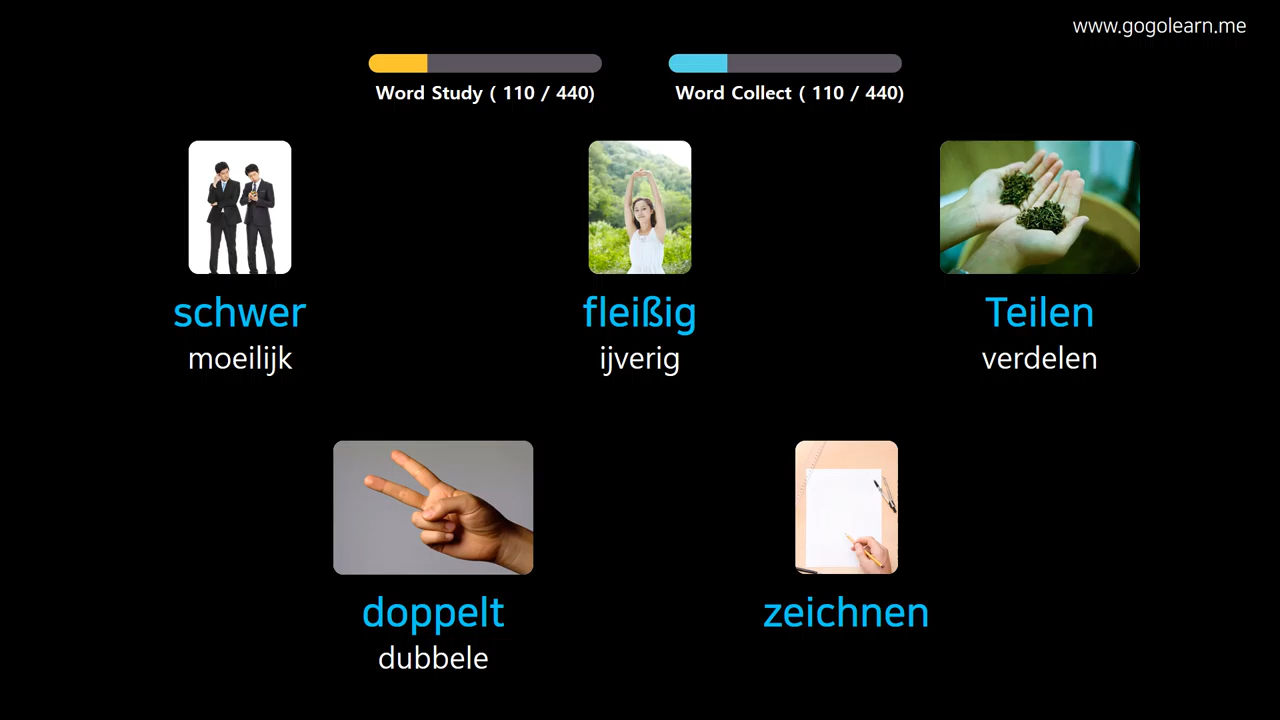 www.gogolearn.me
Word Study ( 110 / 440)
Word Collect ( 110 / 440)
schwer
moeilijk
fleißig
ijverig
Teilen
verdelen
doppelt
dubbele
zeichnen